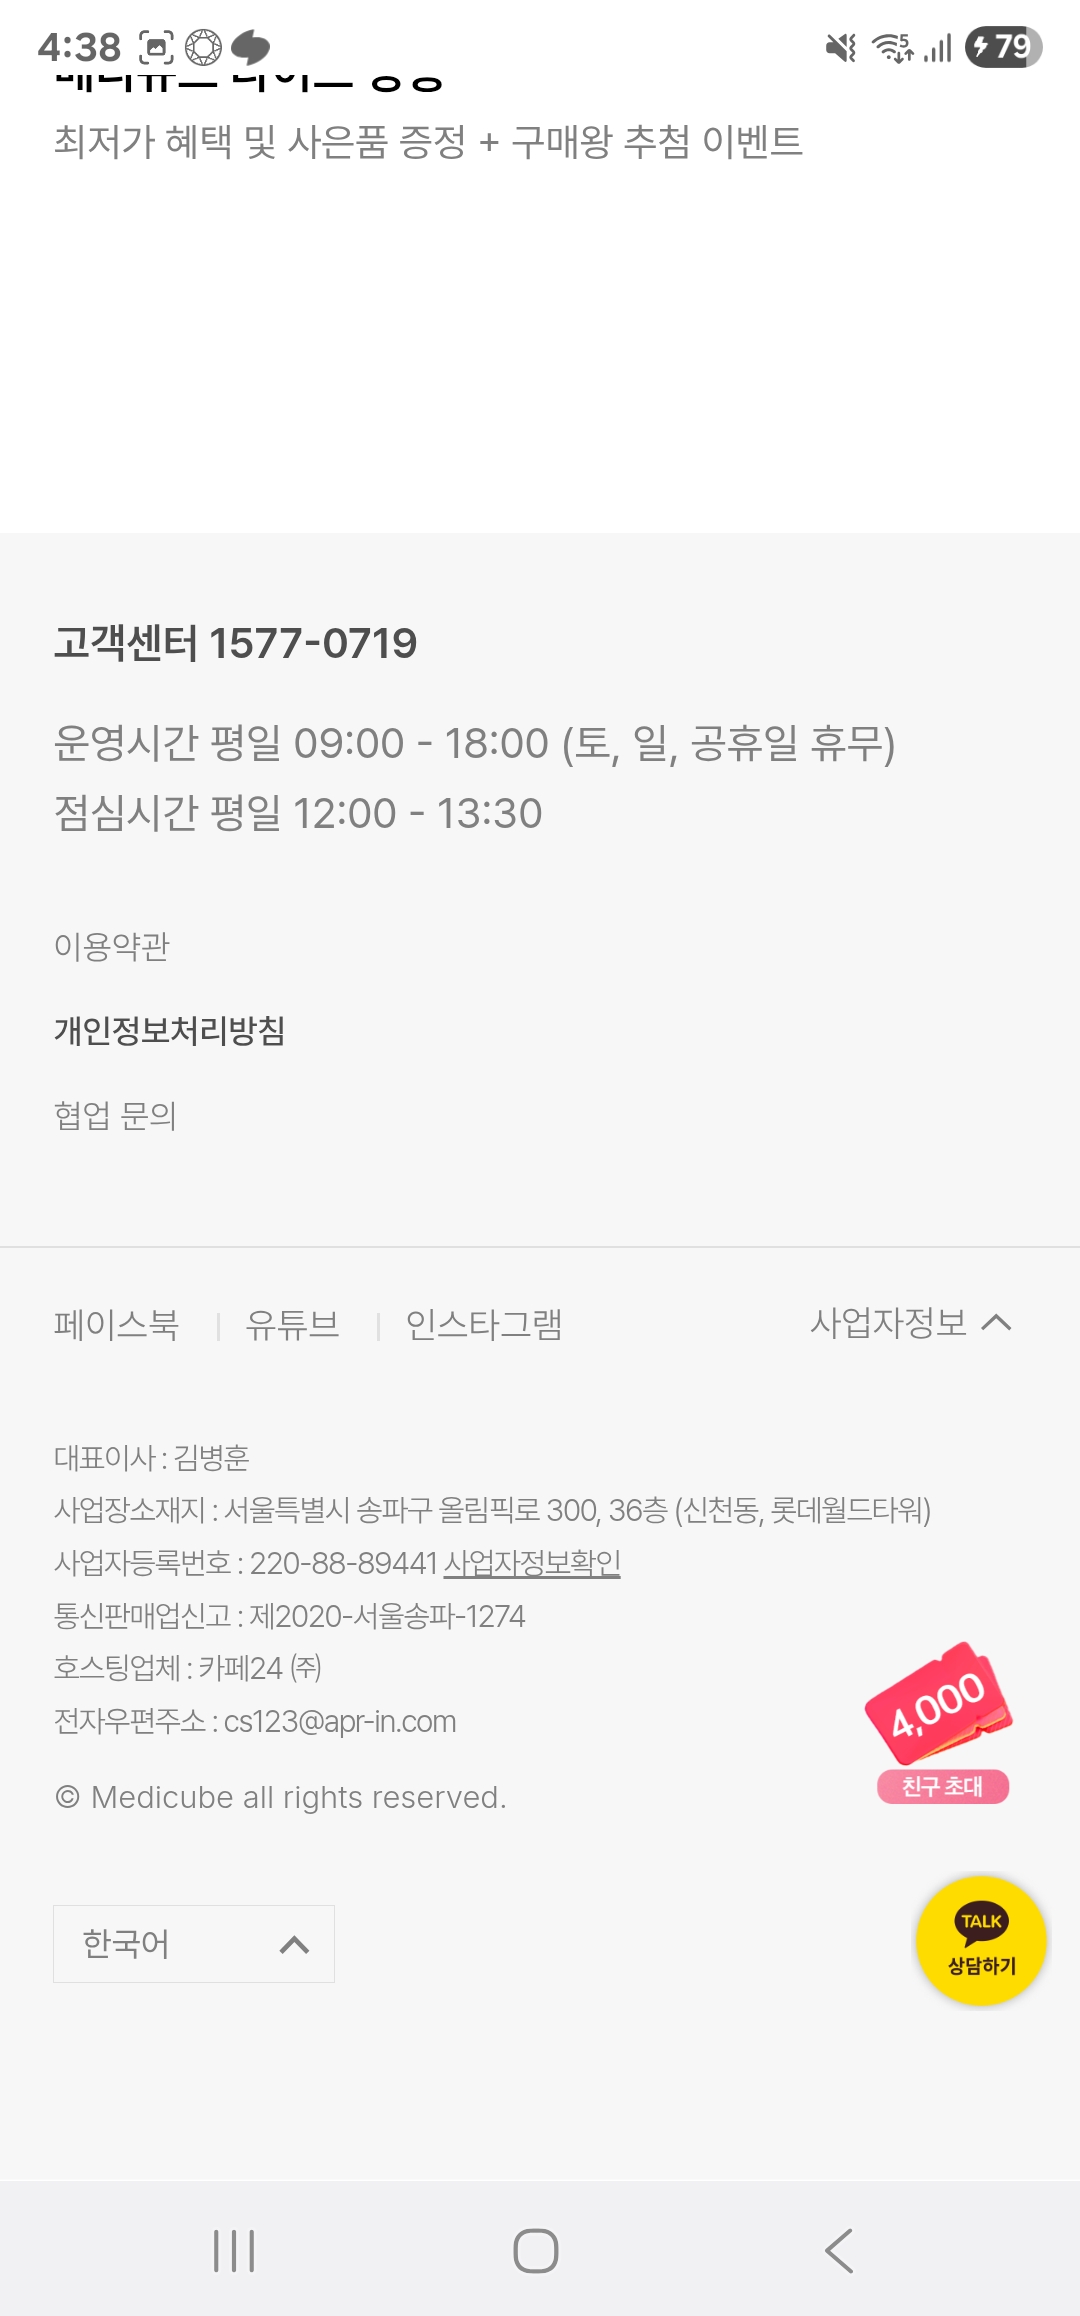 4:38
5
79
최저가 혜택 및 사은품 증정 + 구매왕 추첨 이벤트
고객센터 1577-0719
운영시간 평일 09:00 - 18:00 (토, 일, 공휴일 휴무)
점심시간 평일 12:00 - 13:30
이용약관
개인정보처리방침
협업 문의
페이스북 | 유튜브 | 인스타그램 사업자정보
대표이사 : 김병훈
사업장소재지 : 서울특별시 송파구 올림픽로 300, 36층 (신천동, 롯데월드타워)
사업자등록번호 : 220-88-89441 사업자정보확인
통신판매업신고 : 제2020-서울송파-1274
호스팅업체 : 카페24 ㈜
전자우편주소 : cs123@apr-in.com
4,000
친구 초대
© Medicube all rights reserved.
TALK
상담하기
한국어